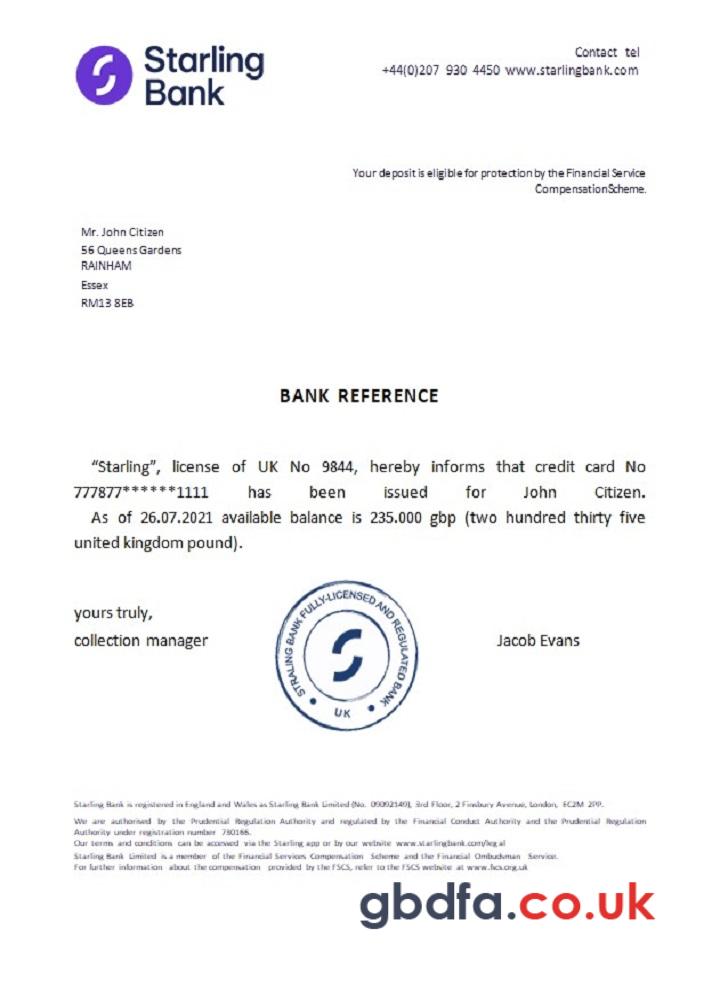 Starling
Bank
Contact tel
+44(0)207 930 4450 www.starlingbank.com
Your deposit is eligible for protection by the Financial Service
CompensationScheme.
Mr. John Citizen
56 Queens Gardens
RAINHAM
Essex
RM13 8EB
BANK REFERENCE
“Starling”, license of UK No 9844, hereby informs that credit card No
777877******1111 has been issued for John Citizen.
As of 26.07.2021 available balance is 235.000 gbp (two hundred thirty five
united kingdom pound).
yours truly,
collection manager
STRALING BANK FULLY-LICENSED AND REGULATED BANK
UK
Jacob Evans
Starling Bank is registered in England and Wales as Starling Bank Limited (No. 09092149), 3rd Floor, 2 Finsbury Avenue, London, EC2M 2PP.
We are authorised by the Prudential Regulation Authority and regulated by the Financial Conduct Authority and the Prudential Regulation
Authority under registration number 730166.
Our terms and conditions can be accessed via the Starling app or by our website www.starlingbank.com/legal
Starling Bank Limited is a member of the Financial Services Compensation Scheme and the Financial Ombudsman Service.
For further information about the compensation provided by the FSCS, refer to the FSCS website at www.fscs.org.uk
gbdfa.co.uk